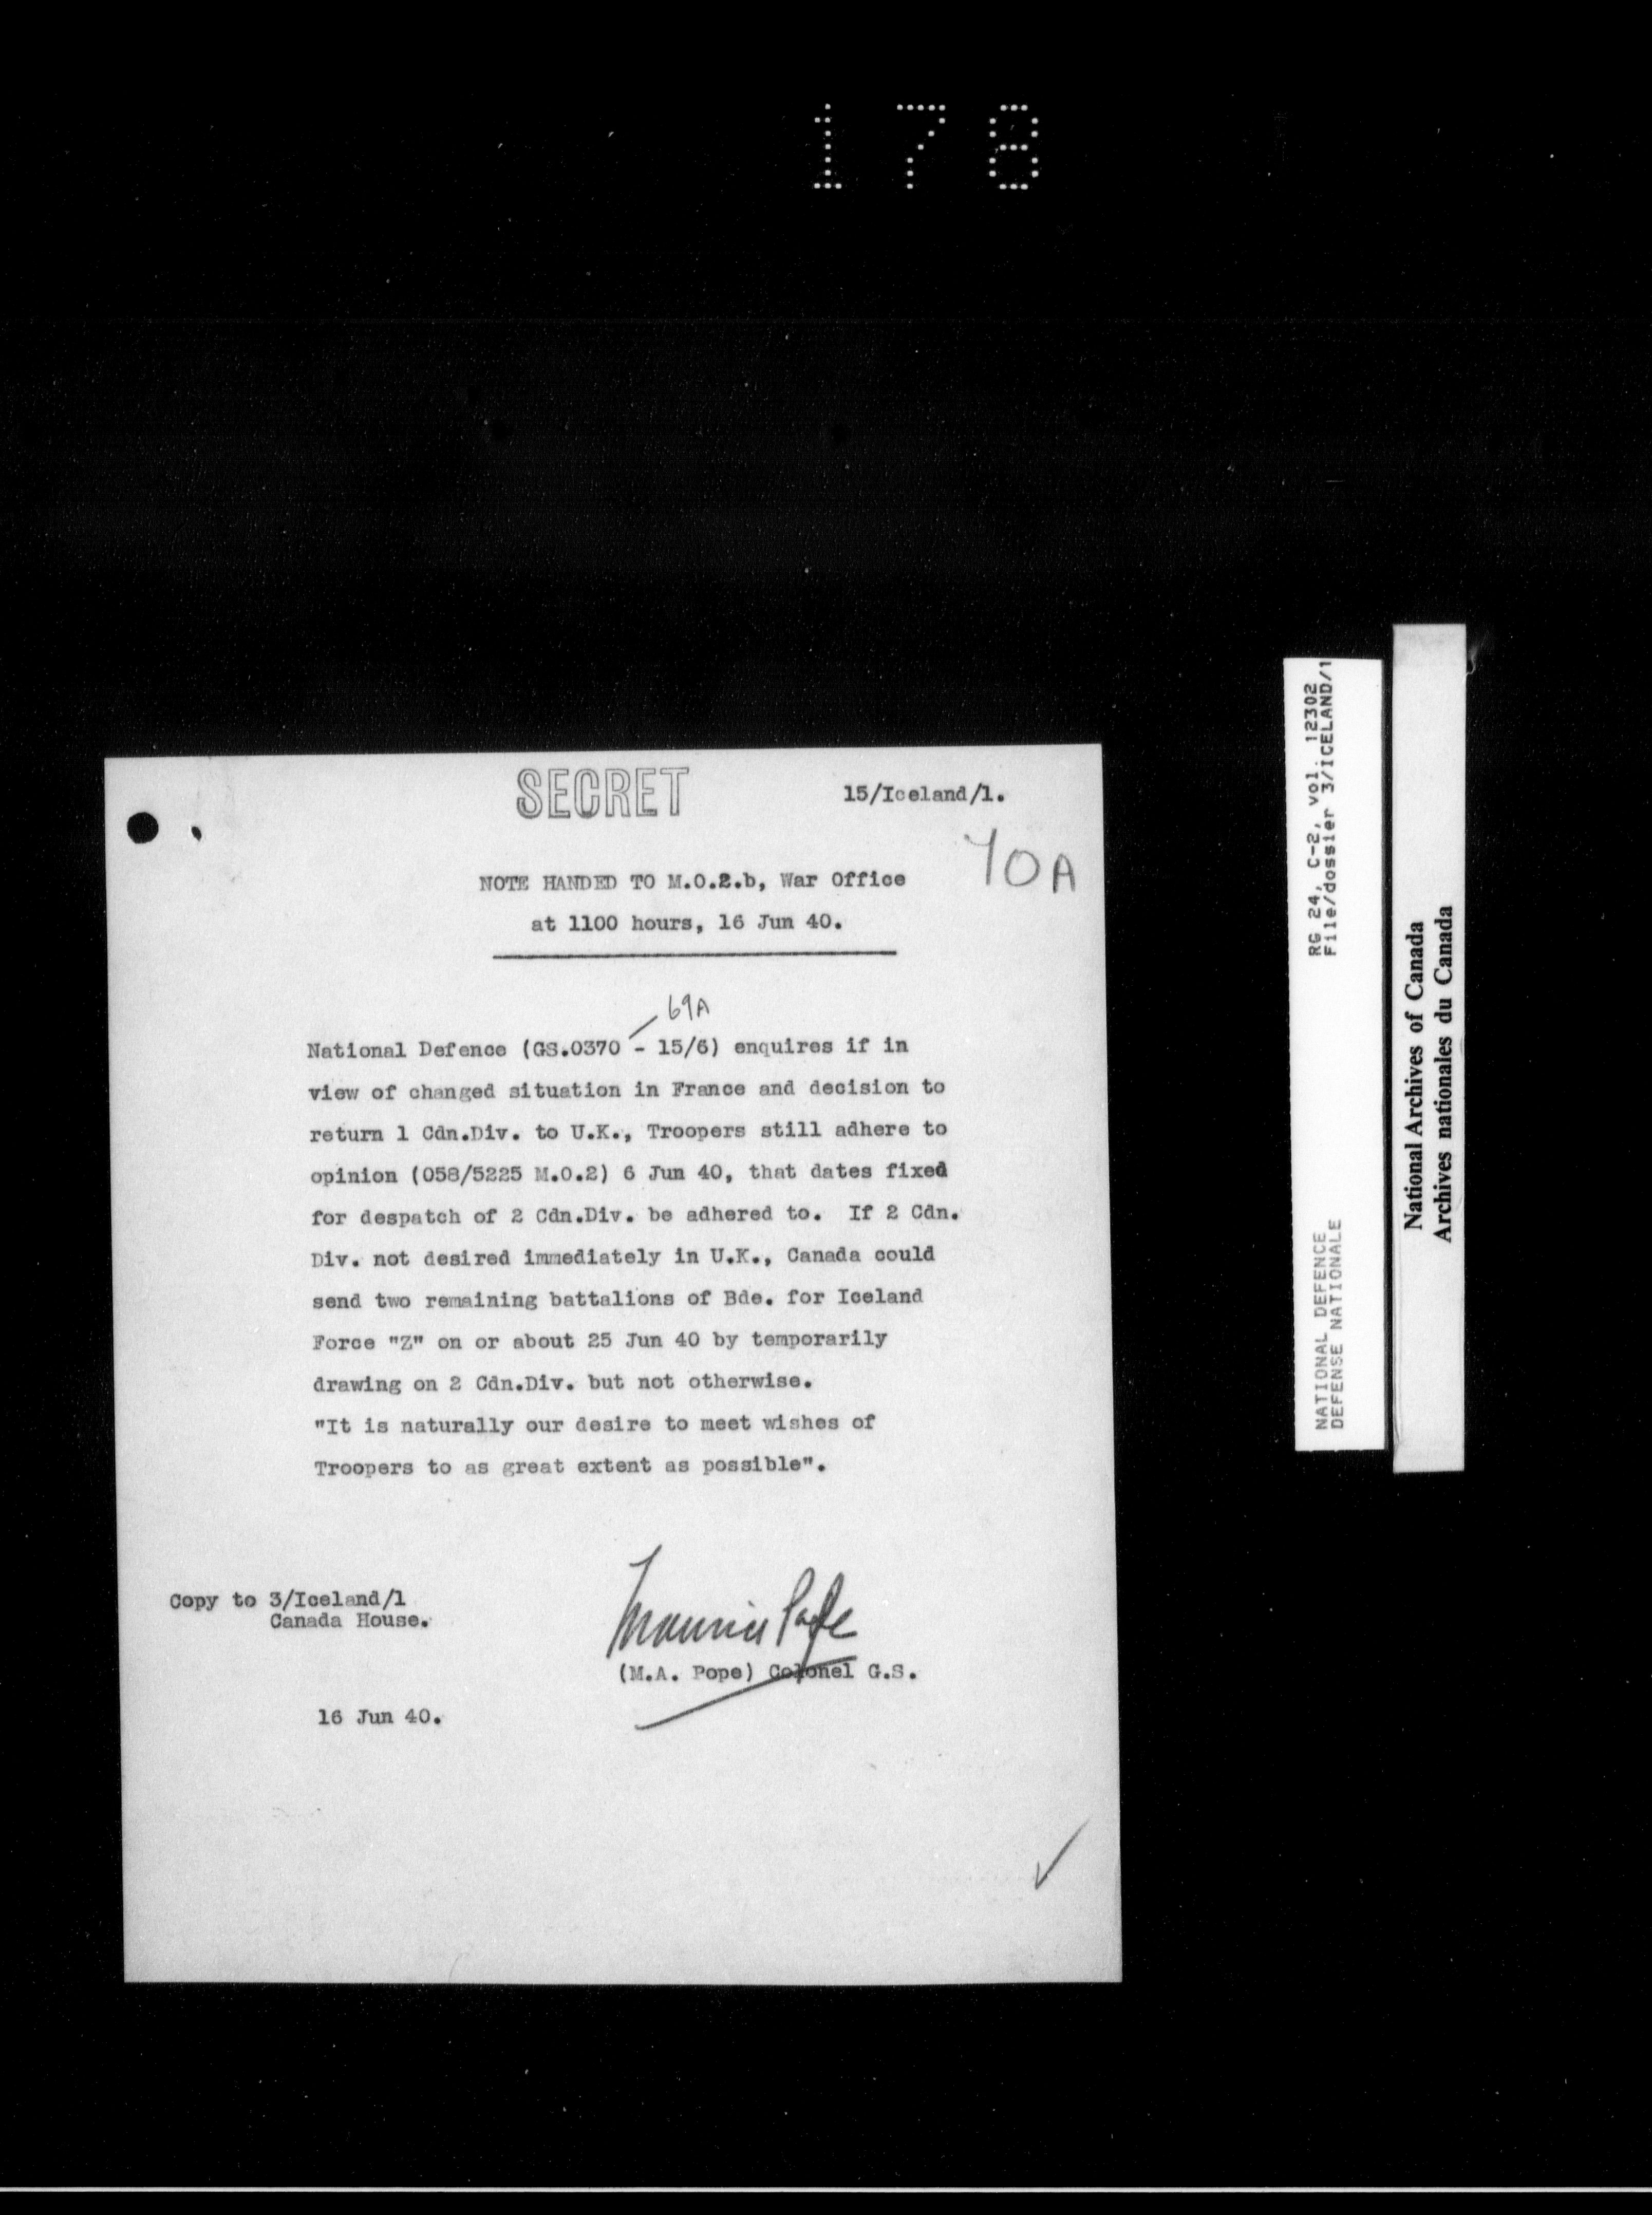 178
SECRET
15/Iceland/1.
70A
NOTE HANDED TO M.O.2.b, War Office
at 1100 hours, 16 Jun 40.
69A
National Defence (GS.0370 - 15/6) enquires if in
view of changed situation in France and decision to
return 1 Cdn.Div. to U.K., Troopers still adhere to
opinion (058/5225 M.O.2) 6 Jun 40, that dates fixed
for despatch of 2 Cdn.Div. be adhered to.  If 2 Cdn.
Div. not desired immediately in U.K., Canada could
send two remaining battalions of Bde. for Iceland
Force "Z" on or about 25 Jun 40 by temporarily
drawing on 2 Cdn.Div. but not otherwise.
"It is naturally our desire to meet wishes of
Troopers to as great extent as possible".
Copy to 3/Iceland/1
Canada House.
Maurice Pope
(M.A. Pope) Colonel G.S.
16 Jun 40.
RG 24, C-2, vol. 12302
File/dossier 3/ICELAND/1
NATIONAL DEFENCE
DEFENSE NATIONALE
National Archives of Canada
Archives nationales du Canada